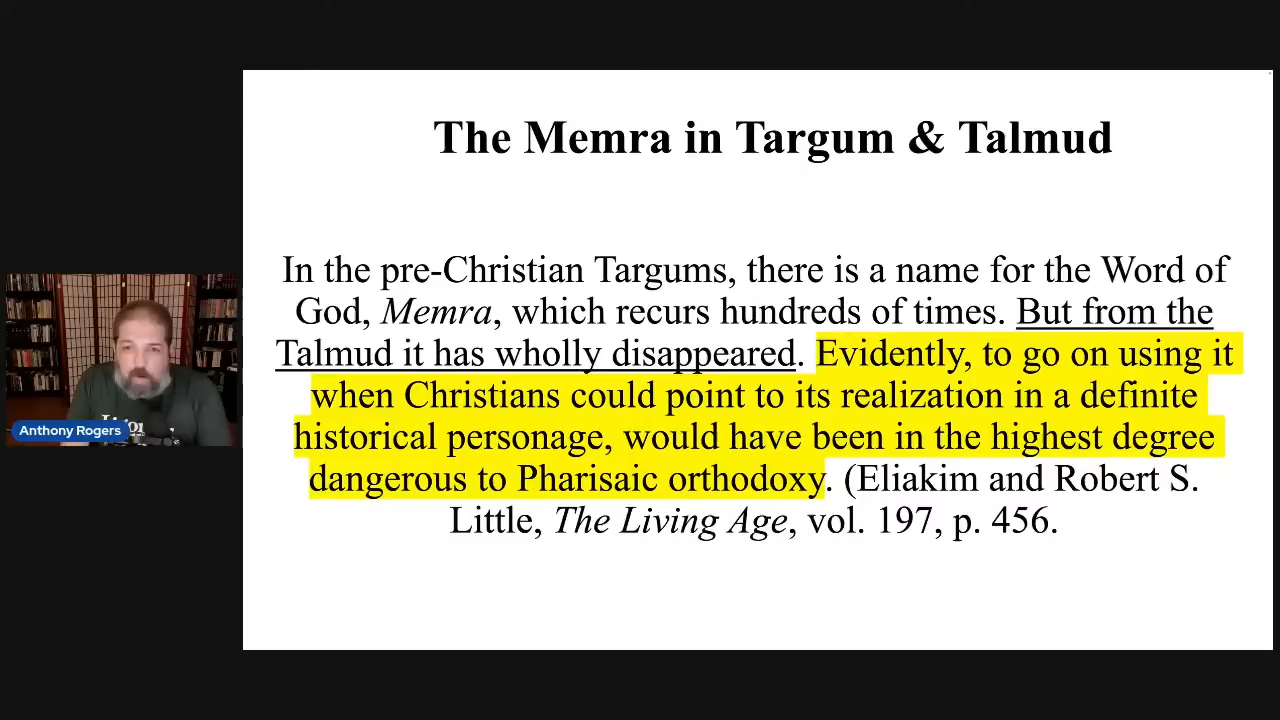 The Memra in Targum & Talmud
In the pre-Christian Targums, there is a name for the Word of
God, Memra, which recurs hundreds of times. But from the
Talmud it has wholly disappeared. Evidently, to go on using it
when Christians could point to its realization in a definite
historical personage, would have been in the highest degree
dangerous to Pharisaic orthodoxy. (Eliakim and Robert S.
Little, The Living Age, vol. 197, p. 456.
Anthony Rogers